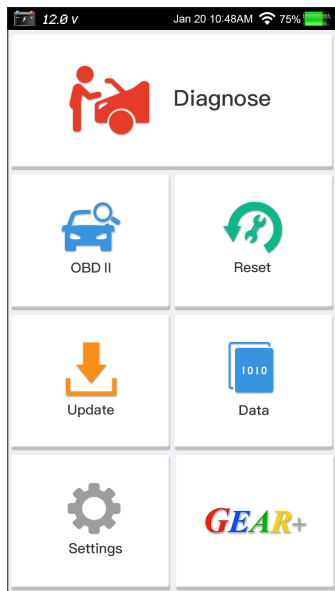 12.0 v Jan 20 10:48AM 75%
Diagnose
OBD II Reset
Update 1010 Data
Settings GEAR+